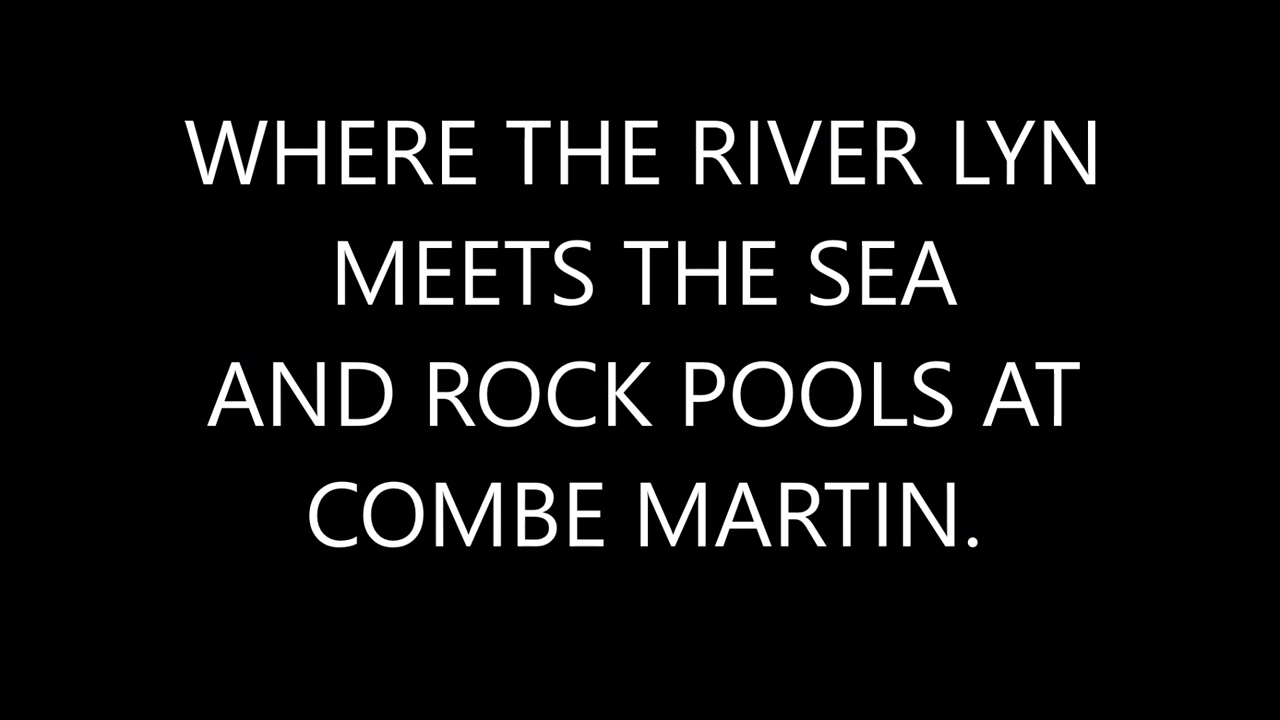 WHERE THE RIVER LYN
MEETS THE SEA
AND ROCK POOLS AT
COMBE MARTIN.